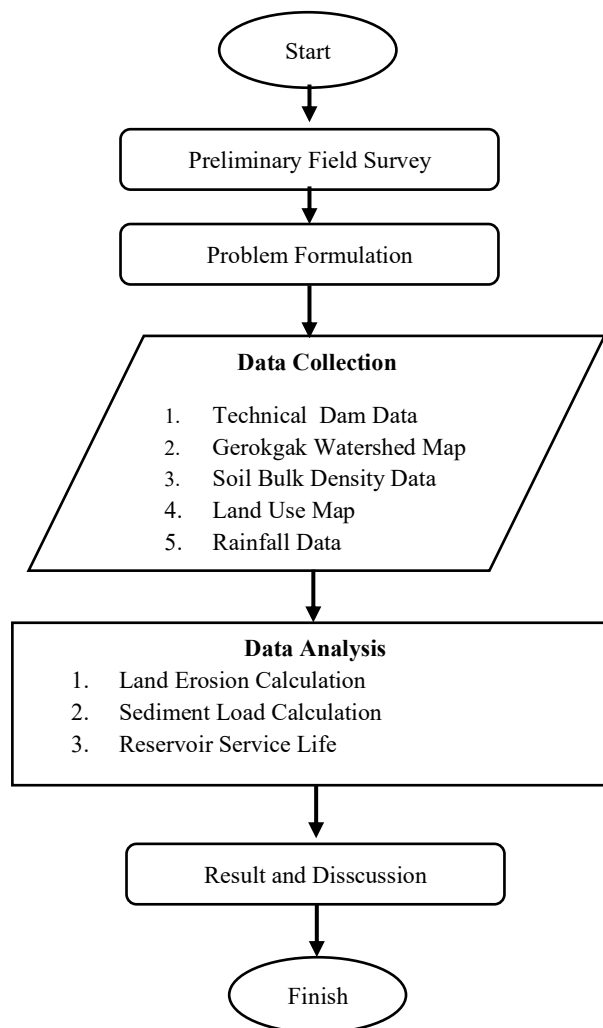 Start
Preliminary Field Survey
Problem Formulation
Data Collection
1. Technical Dam Data
2. Gerokgak Watershed Map
3. Soil Bulk Density Data
4. Land Use Map
5. Rainfall Data
Data Analysis
1. Land Erosion Calculation
2. Sediment Load Calculation
3. Reservoir Service Life
Result and Disscussion
Finish